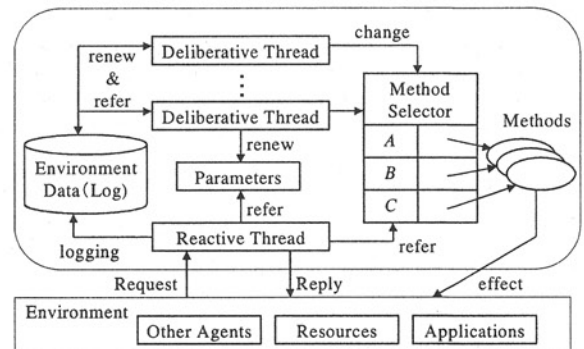 Deliberative Thread
change
renew
&
refer
Method
Selector
Deliberative Thread
Methods
renew
A
Environment
Data(Log)
Parameters
B
refer
C
Reactive Thread
logging
refer
Request
Reply
effect
Environment
Other Agents
Resources
Applications